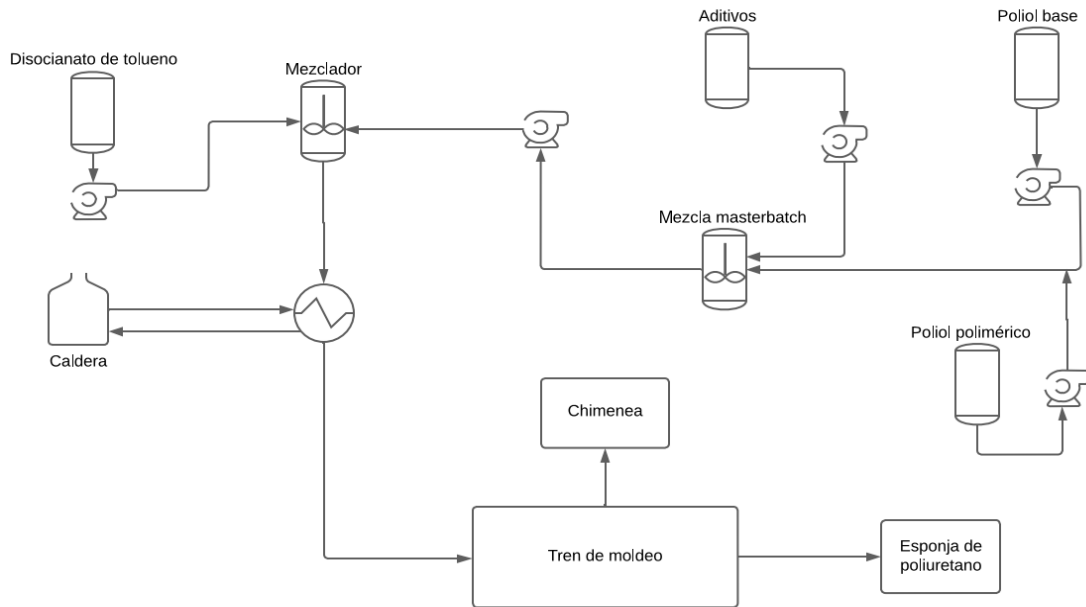 Aditivos
Poliol base
Disocianato de tolueno
Mezclador
Mezcla masterbatch
Poliol polimérico
Caldera
Chimenea
Tren de moldeo
Esponja de
poliuretano